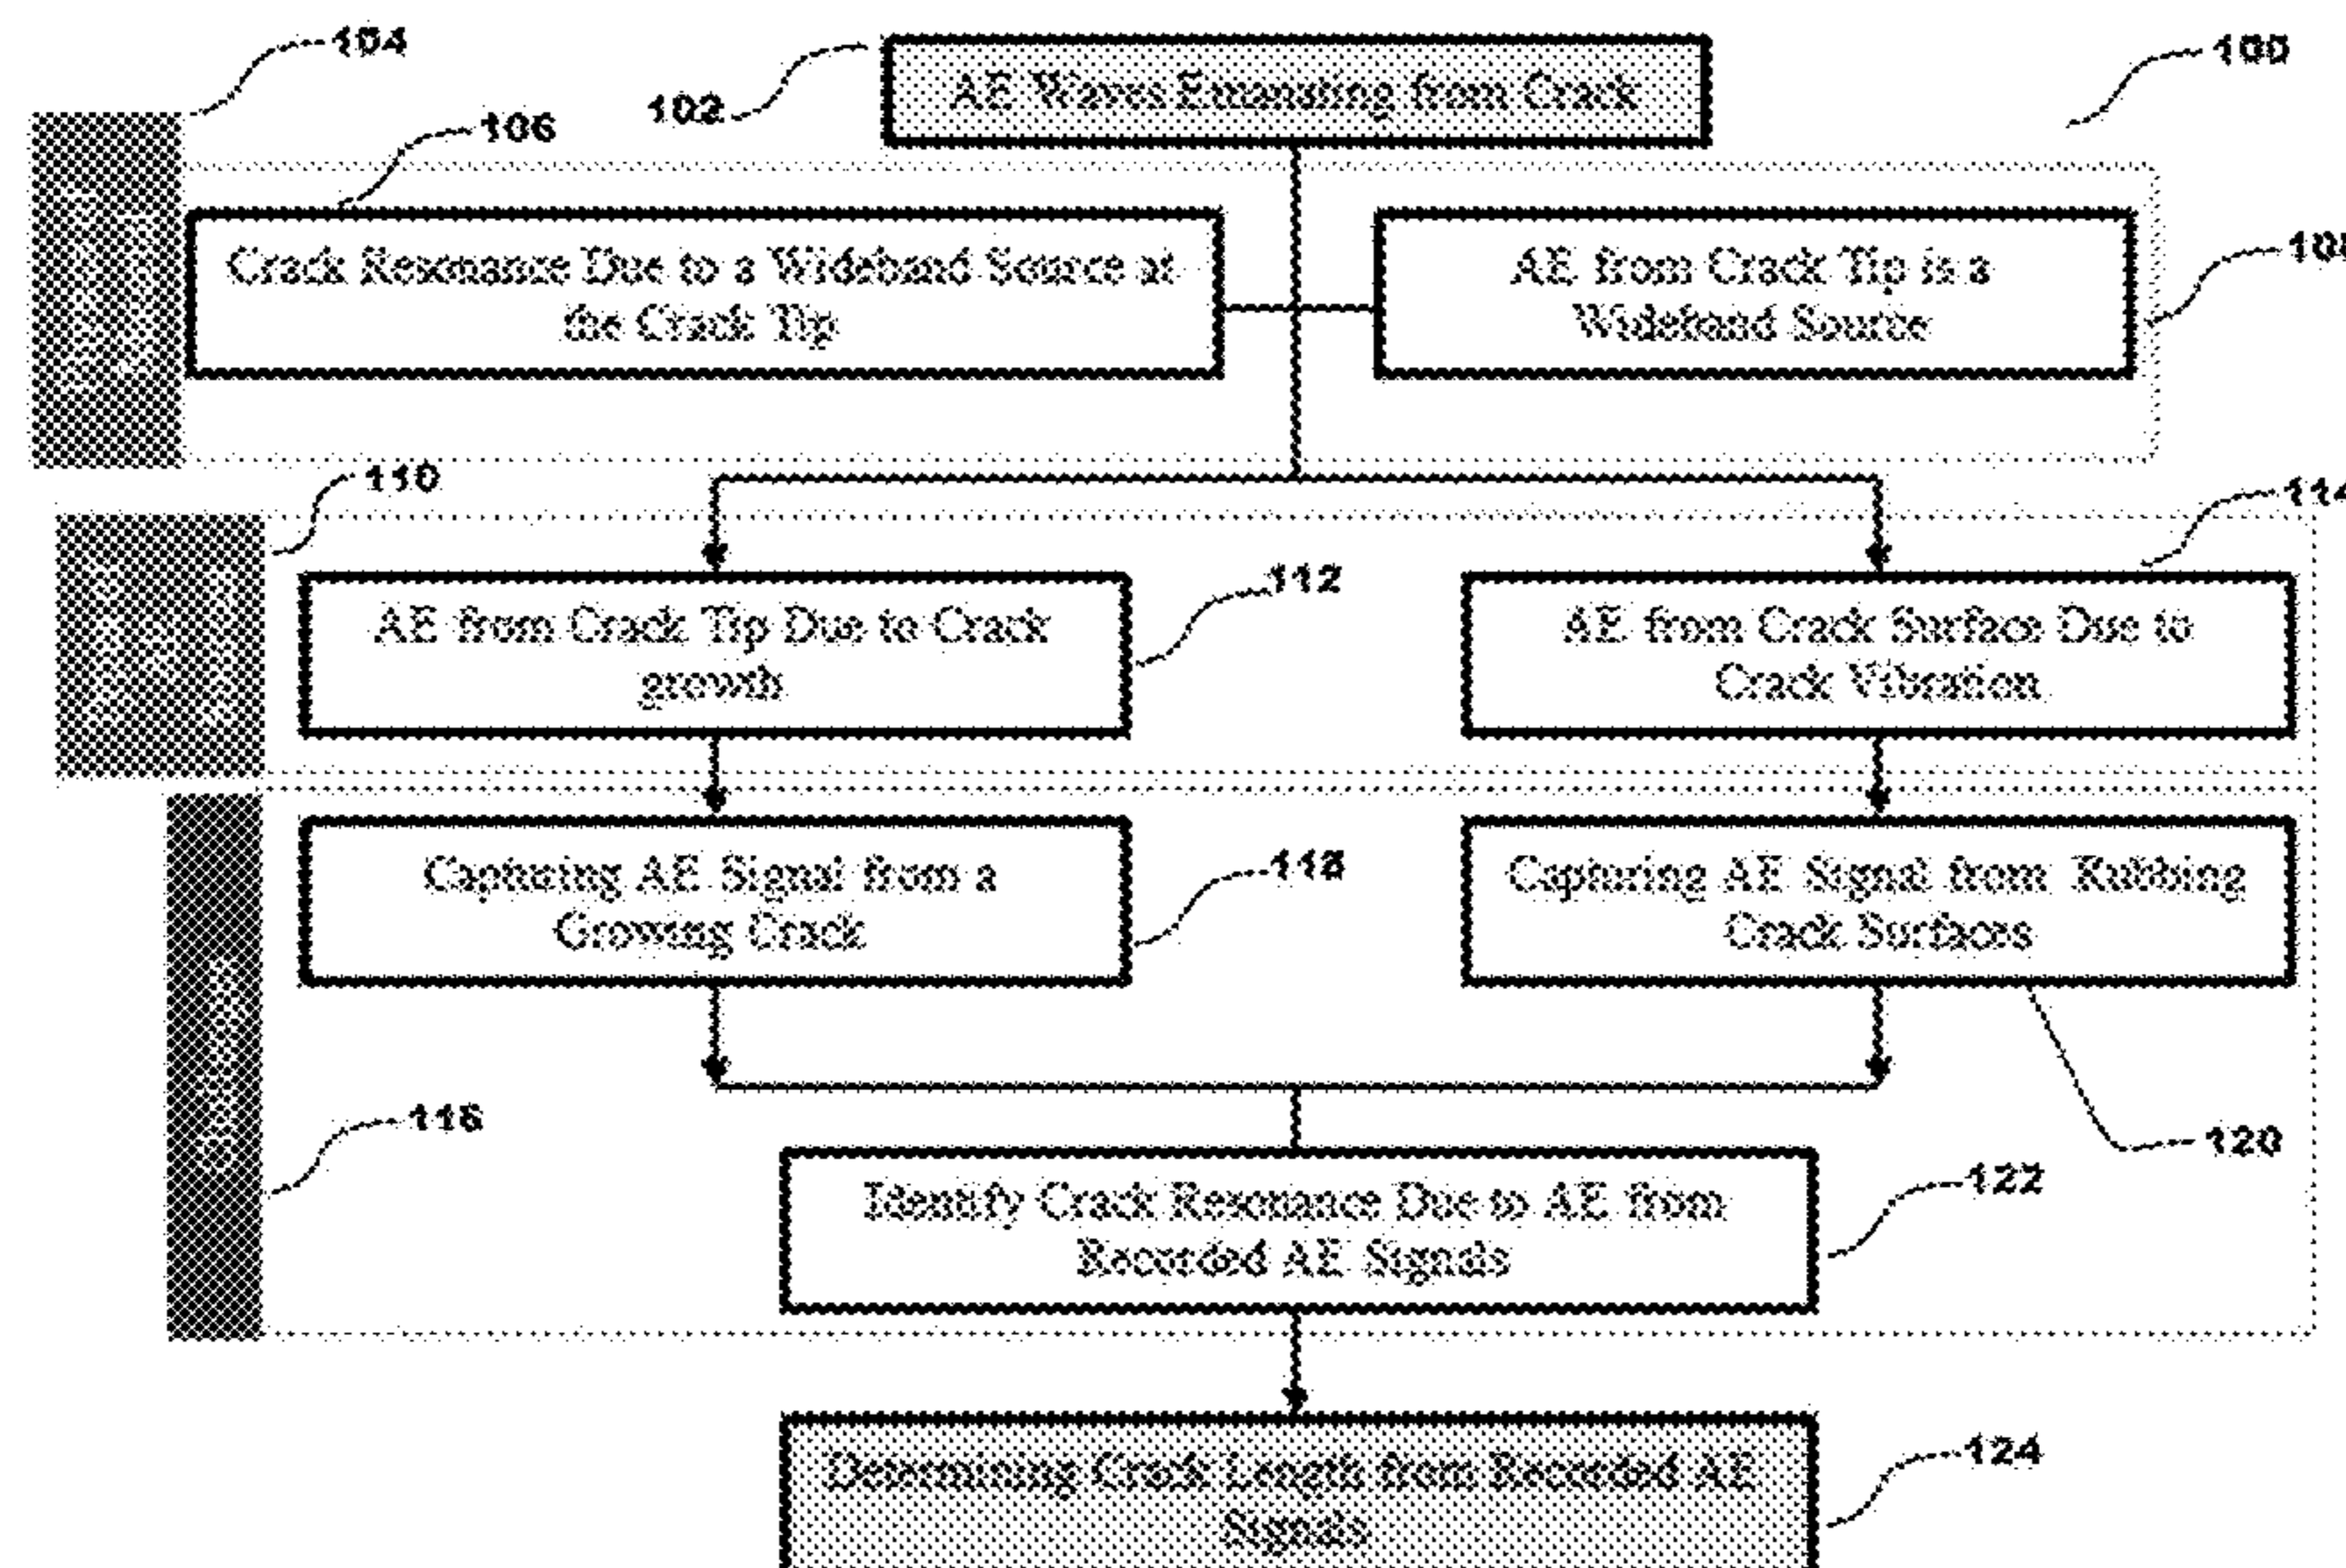 104
100
102
AE Waves Emanating from Crack
106
Crack Resonance Due to a Wideband Source at
the Crack Tip
AE from Crack Tip is a
Wideband Source
110
114
112
AE from Crack Tip Due to Crack
growth
AE from Crack Surface Due to
Crack Vibration
Capturing AE Signal from a
Growing Crack
118
Capturing AE Signal from Rubbing
Crack Surfaces
116
120
Identify Crack Resonance Due to AE from
Recorded AE Signals
122
Determining Crack Length from Recorded AE
Signals
124